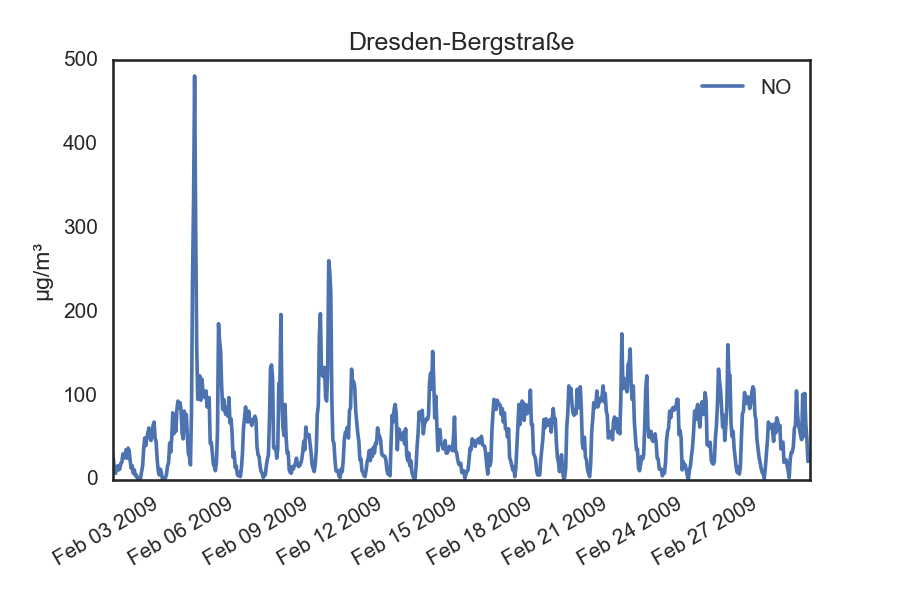 Dresden-Bergstraße
NO
µg/m³
500
400
300
200
100
0
Feb 03 2009
Feb 06 2009
Feb 09 2009
Feb 12 2009
Feb 15 2009
Feb 18 2009
Feb 21 2009
Feb 24 2009
Feb 27 2009